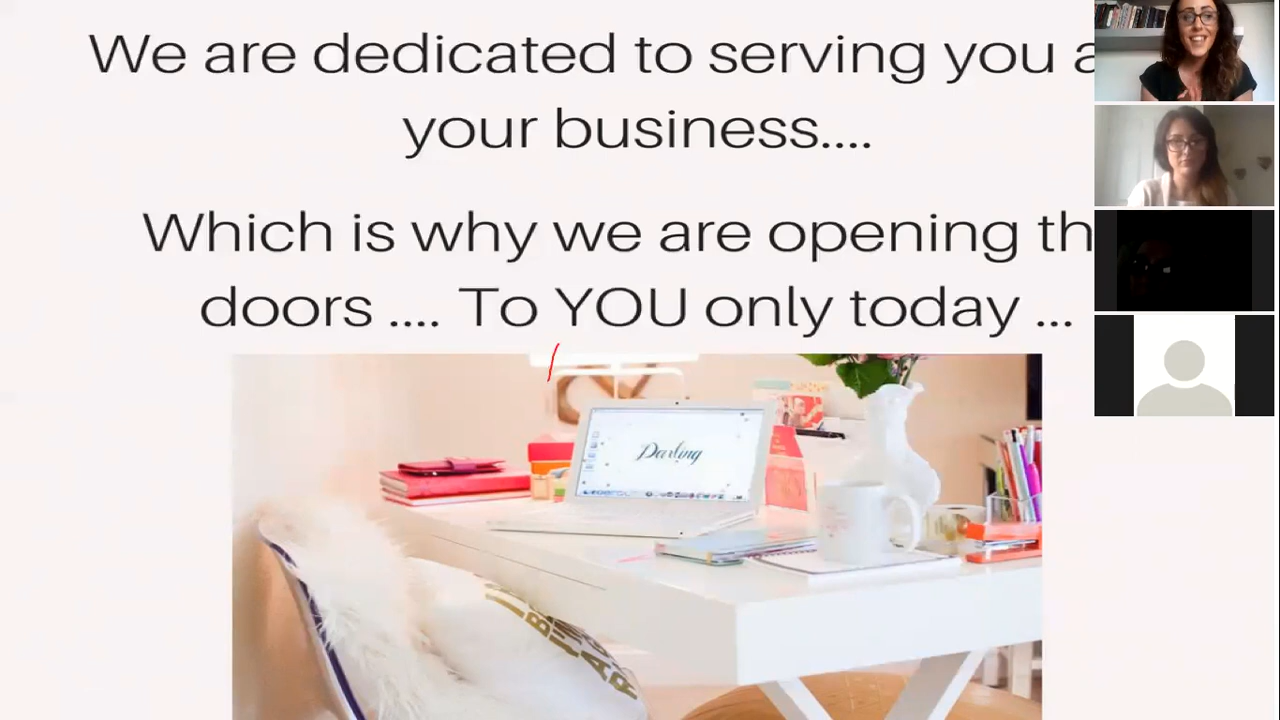 We are dedicated to serving you a
your business....
Which is why we are opening th
doors .... To YOU only today ...
Darling